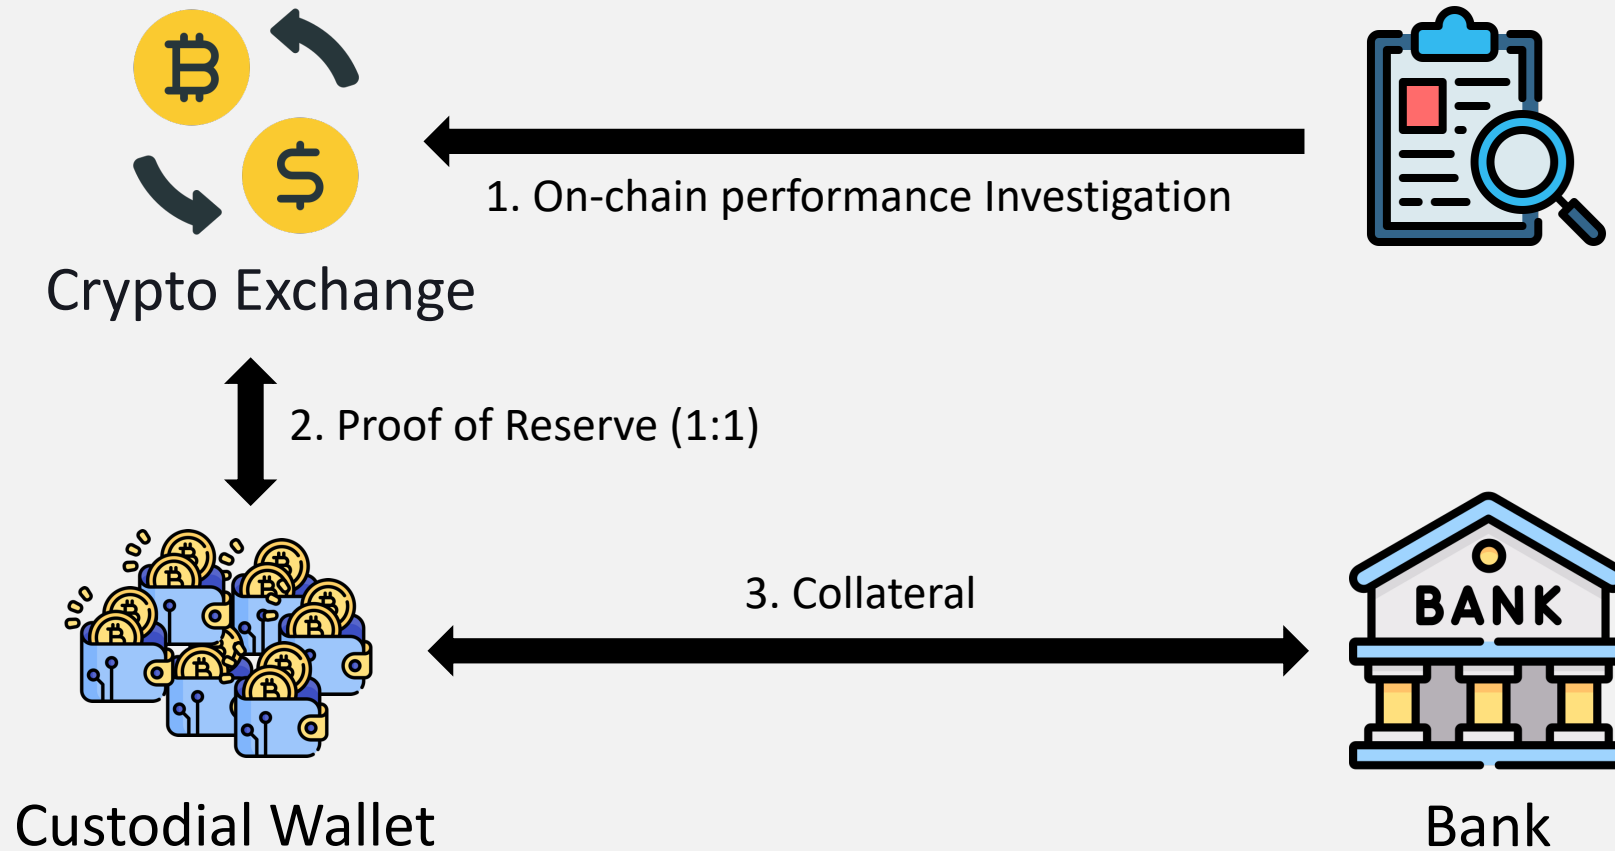 1. On-chain performance Investigation
Crypto Exchange
2. Proof of Reserve (1:1)
3. Collateral
BANK
Custodial Wallet
Bank